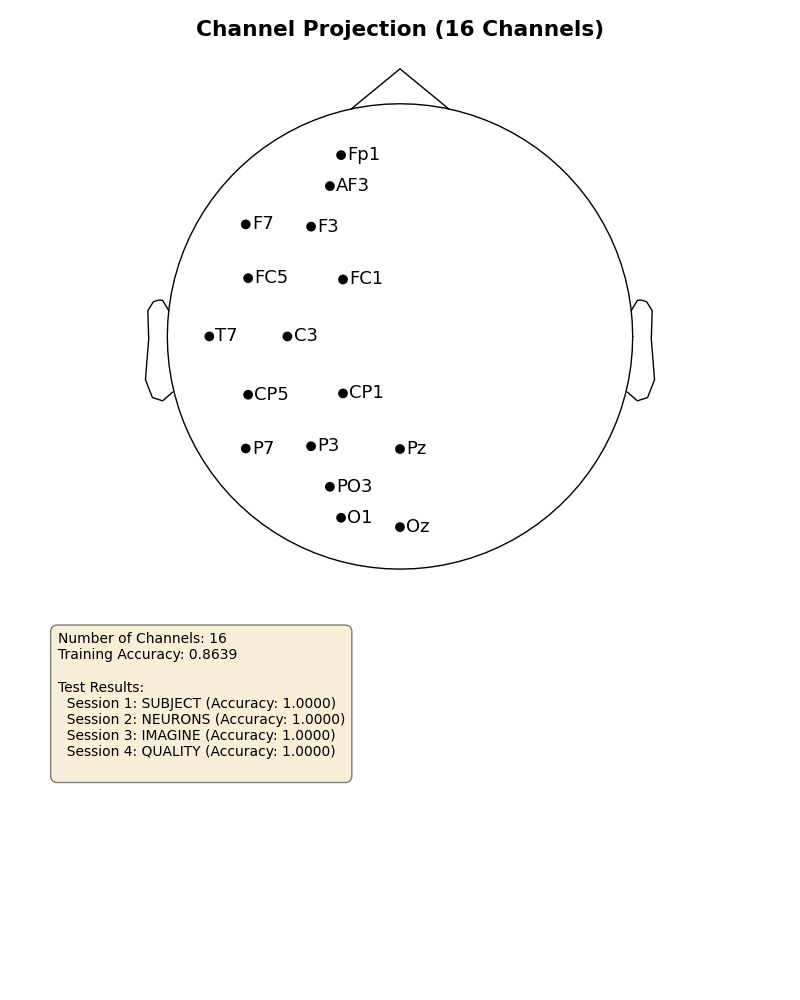 Channel Projection (16 Channels)
Fp1
AF3
F7 F3
FC5 FC1
T7 C3
CP5 CP1
P7 P3 Pz
PO3
O1 Oz
Number of Channels: 16
Training Accuracy: 0.8639
Test Results:
Session 1: SUBJECT (Accuracy: 1.0000)
Session 2: NEURONS (Accuracy: 1.0000)
Session 3: IMAGINE (Accuracy: 1.0000)
Session 4: QUALITY (Accuracy: 1.0000)